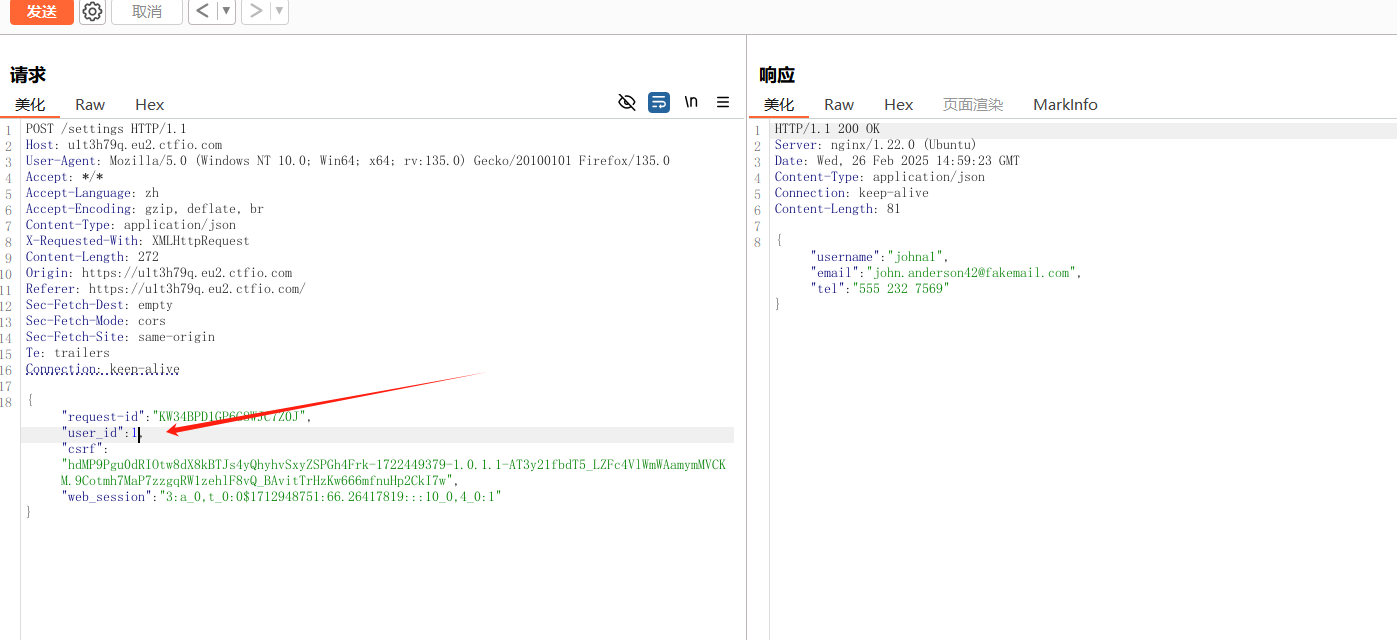 发送
取消
<
▼
>
▼
请求
美化 Raw Hex
\n
1 POST /settings HTTP/1.1
2 Host: u1t3h79q.eu2.ctfio.com
3 User-Agent: Mozilla/5.0 (Windows NT 10.0; Win64; x64; rv:135.0) Gecko/20100101 Firefox/135.0
4 Accept: */*
5 Accept-Language: zh
6 Accept-Encoding: gzip, deflate, br
7 Content-Type: application/json
8 X-Requested-With: XMLHttpRequest
9 Content-Length: 272
10 Origin: https://u1t3h79q.eu2.ctfio.com
11 Referer: https://u1t3h79q.eu2.ctfio.com/
12 Sec-Fetch-Dest: empty
13 Sec-Fetch-Mode: cors
14 Sec-Fetch-Site: same-origin
15 Te: trailers
16 Connection: keep-alive
17
18 {
"request-id":
"user_id":1,
"csrf":
"hdMP9Pgu0dRIOtw8dX8kBTJs4yQhyhvSxyZSPGh4Frk-1722449379-1.0.1.1-AT3y21fbdT5_LZFc4VlWmWAamymMVCK
M.9Cotmh7MaP7zzgqRW1zehlF8vQ_BAvitTrHzKw666mfnuHp2CkI7w",
"web_session":"3:a_0,t_0:0$1712948751:66.26417819:::10_0,4_0:1"
}
响应
美化 Raw Hex 页面渲染 MarkInfo
1 HTTP/1.1 200 OK
2 Server: nginx/1.22.0 (Ubuntu)
3 Date: Wed, 26 Feb 2025 14:59:23 GMT
4 Content-Type: application/json
5 Connection: keep-alive
6 Content-Length: 81
7
8 {
"username":"johna1",
"email":"john.anderson42@fakemail.com",
"tel":"555 232 7569"
}